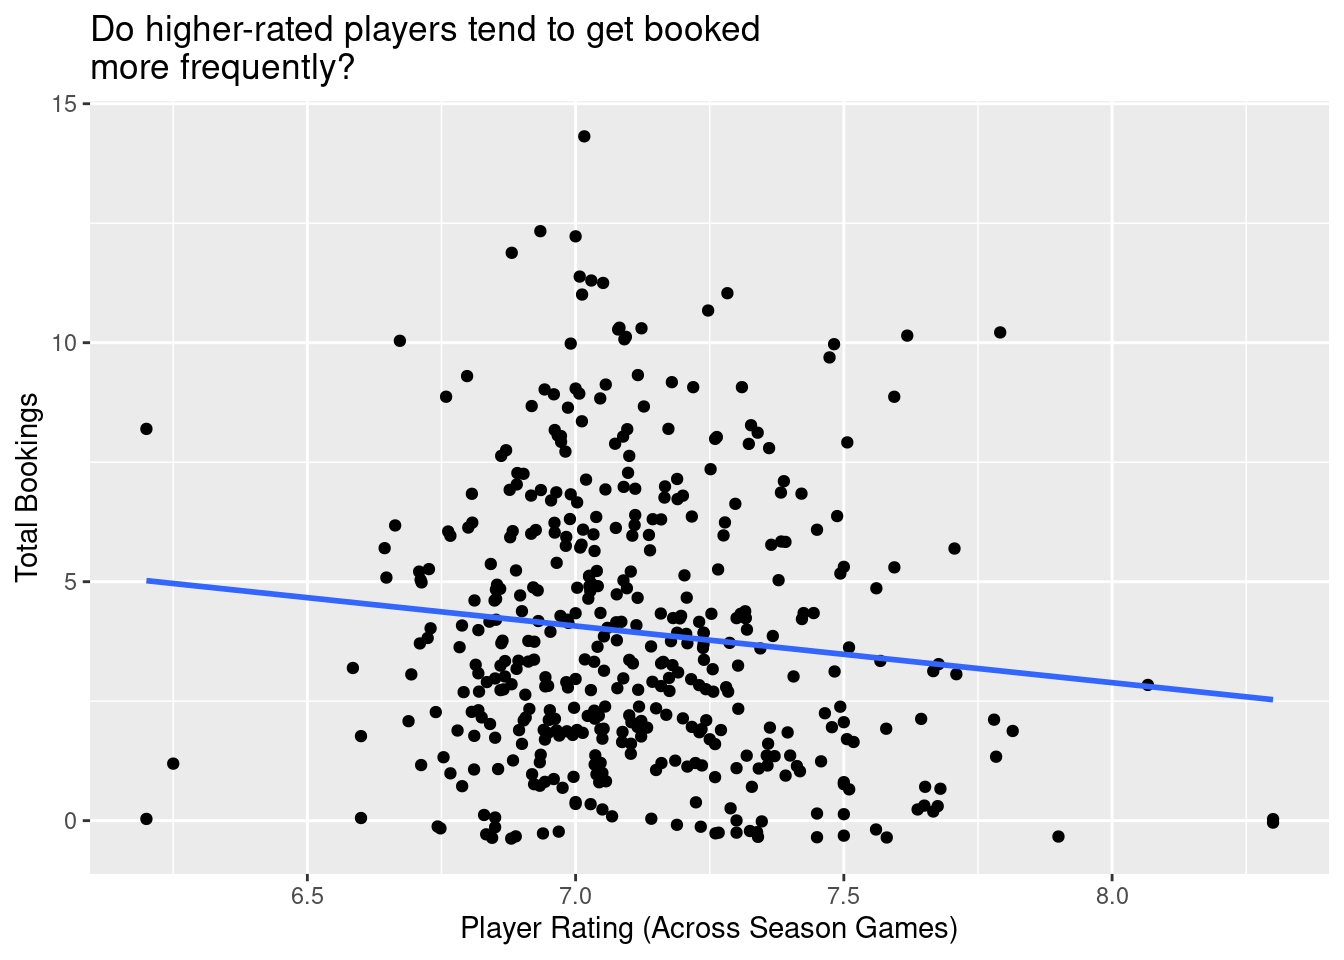 Do higher-rated players tend to get booked
more frequently?
15
10
5
0
Total Bookings
6.5 7.0 7.5 8.0
Player Rating (Across Season Games)